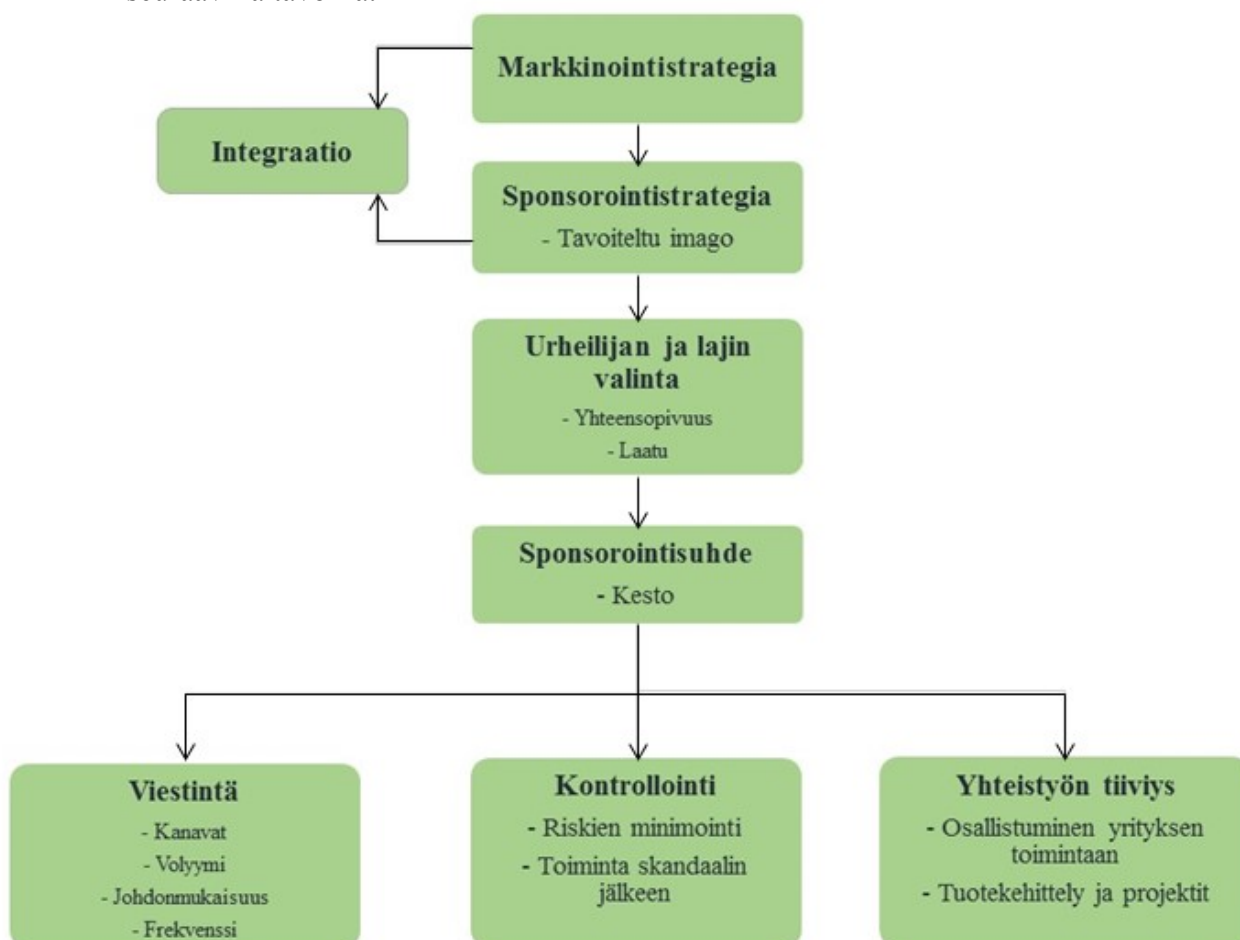 Markkinointistrategia
Integraatio
Sponsorointistrategia
- Tavoiteltu imago
Urheilijan ja lajin
valinta
- Yhteensopivuus
- Laatu
Sponsorointisuhde
- Kesto
Viestintä
- Kanavat
- Volyymi
- Johdonmukaisuus
- Frekvenssi
Kontrollointi
- Riskien minimointi
- Toiminta skandaalin
jälkeen
Yhteistyön tiiviys
- Osallistuminen yrityksen
toimintaan
- Tuotekehittely ja projektit